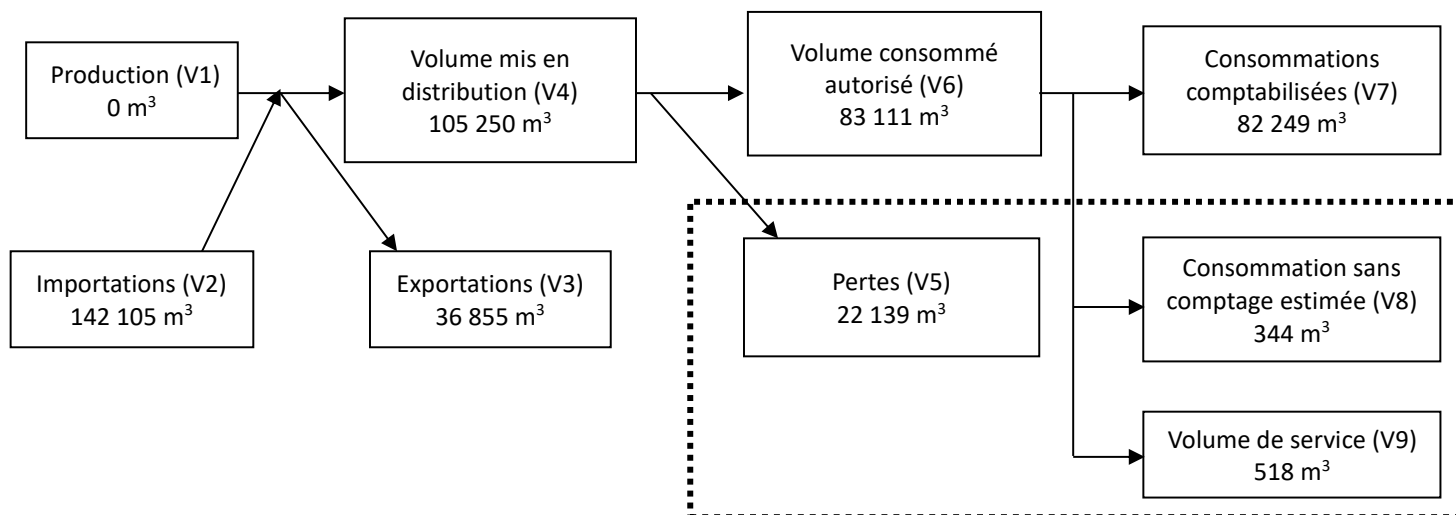 Production (V1)
0 m³
Volume mis en
distribution (V4)
105 250 m³
Volume consommé
autorisé (V6)
83 111 m³
Consommations
comptabilisées (V7)
82 249 m³
Importations (V2)
142 105 m³
Exportations (V3)
36 855 m³
Pertes (V5)
22 139 m³
Consommation sans
comptage estimée (V8)
344 m³
Volume de service (V9)
518 m³